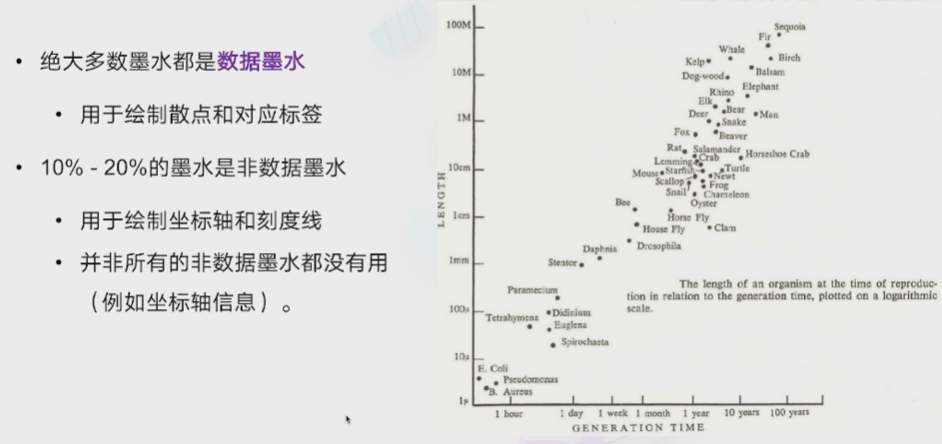 绝大多数墨水都是数据墨水
用于绘制散点和对应标签
10% - 20%的墨水是非数据墨水
用于绘制坐标轴和刻度线
并非所有的非数据墨水都没有用
（例如坐标轴信息）。
100M
10M
1M
10cm
1cm
1mm
100μ
10μ
1μ
LENGTH
Sequoia
Fir
Whale
Birch
Kelp
Balsam
Dog-wood
Elephant
Rhino
Elk
Bear
Man
Deer
Snake
Fox
Beaver
Rat
Salamander
Horseshoe Crab
Lemming
Crab
Mouse
Starfish
Turtle
Newt
Scallop
Frog
Snail
Chameleon
Oyster
Bee
Horse Fly
House Fly
Clam
Drosophila
Daphnia
Stentor
The length of an organism at the time of reproduc-
tion in relation to the generation time, plotted on a logarithmic
scale.
Paramecium
Didinium
Tetrahymena
Euglena
Spirochaeta
E. Coli
Pseudomonas
B. Aureus
1 hour
1 day
1 week
1 month
1 year
10 years
100 years
GENERATION TIME